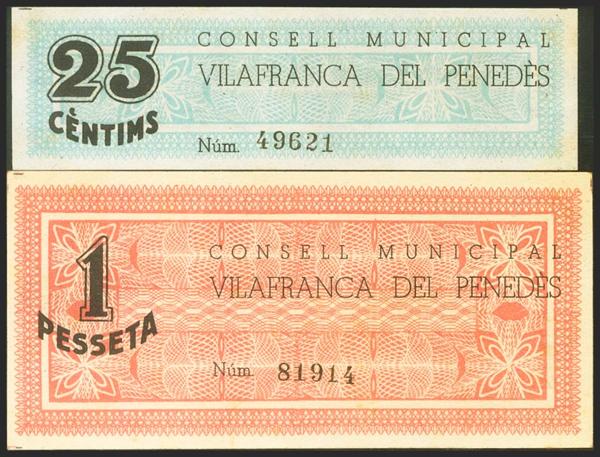 25 CÈNTIMS
CONSELL MUNICIPAL
VILAFRANCA DEL PENEDÈS
Núm. 49621
1 PESSETA
CONSELL MUNICIPAL
VILAFRANCA DEL PENEDÈS
Núm. 81914